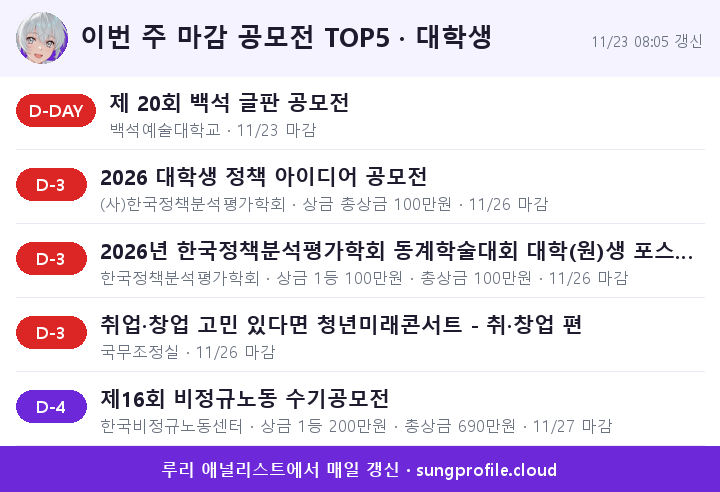 이번 주 마감 공모전 TOP5 · 대학생
11/23 08:05 갱신
D-DAY
제 20회 백석 글판 공모전
백석예술대학교 · 11/23 마감
D-3
2026 대학생 정책 아이디어 공모전
(사)한국정책분석평가학회 · 상금 총상금 100만원 · 11/26 마감
D-3
2026년 한국정책분석평가학회 동계학술대회 대학(원)생 포스...
한국정책분석평가학회 · 상금 1등 100만원 · 총상금 100만원 · 11/26 마감
D-3
취업·창업 고민 있다면 청년미래콘서트 - 취·창업 편
국무조정실 · 11/26 마감
D-4
제16회 비정규노동 수기공모전
한국비정규노동센터 · 상금 1등 200만원 · 총상금 690만원 · 11/27 마감
루리 애널리스트에서 매일 갱신 · sungprofile.cloud